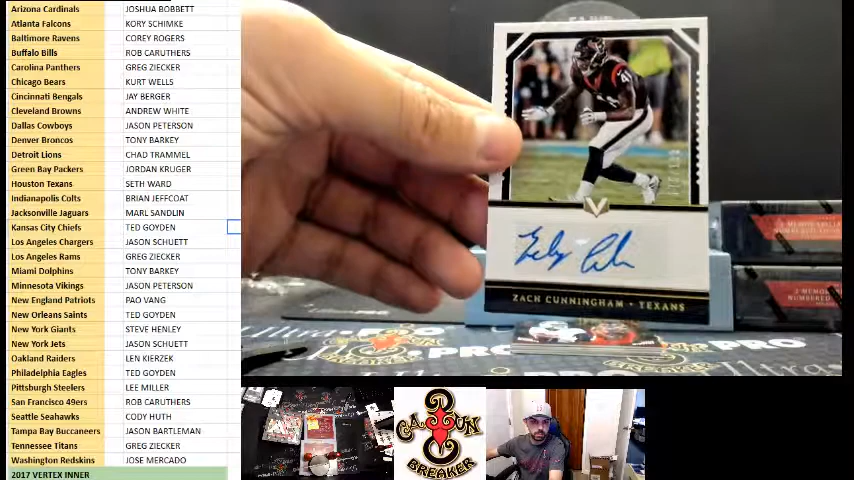 Arizona Cardinals JOSHUA BOBBETT
Atlanta Falcons KORY SCHIMKE
Baltimore Ravens COREY ROGERS
Buffalo Bills ROB CARUTHERS
Carolina Panthers GREG ZIECKER
Chicago Bears KURT WELLS
Cincinnati Bengals JAY BERGER
Cleveland Browns ANDREW WHITE
Dallas Cowboys JASON PETERSON
Denver Broncos TONY BARKEY
Detroit Lions CHAD TRAMMEL
Green Bay Packers JORDAN KRUGER
Houston Texans SETH WARD
Indianapolis Colts BRIAN JEFFCOAT
Jacksonville Jaguars MARL SANDLIN
Kansas City Chiefs TED GOYDEN
Los Angeles Chargers JASON SCHUETT
Los Angeles Rams GREG ZIECKER
Miami Dolphins TONY BARKEY
Minnesota Vikings JASON PETERSON
New England Patriots PAO VANG
New Orleans Saints TED GOYDEN
New York Giants STEVE HENLEY
New York Jets JASON SCHUETT
Oakland Raiders LEN KIERZEK
Philadelphia Eagles TED GOYDEN
Pittsburgh Steelers LEE MILLER
San Francisco 49ers ROB CARUTHERS
Seattle Seahawks CODY HUTH
Tampa Bay Buccaneers JASON BARTLEMAN
Tennessee Titans GREG ZIECKER
Washington Redskins JOSE MERCADO
2017 VERTEX INNER
ZACH CUNNINGHAM • TEXANS
Ultra PRO
PRO Ultra
CAJUN
BREAKER